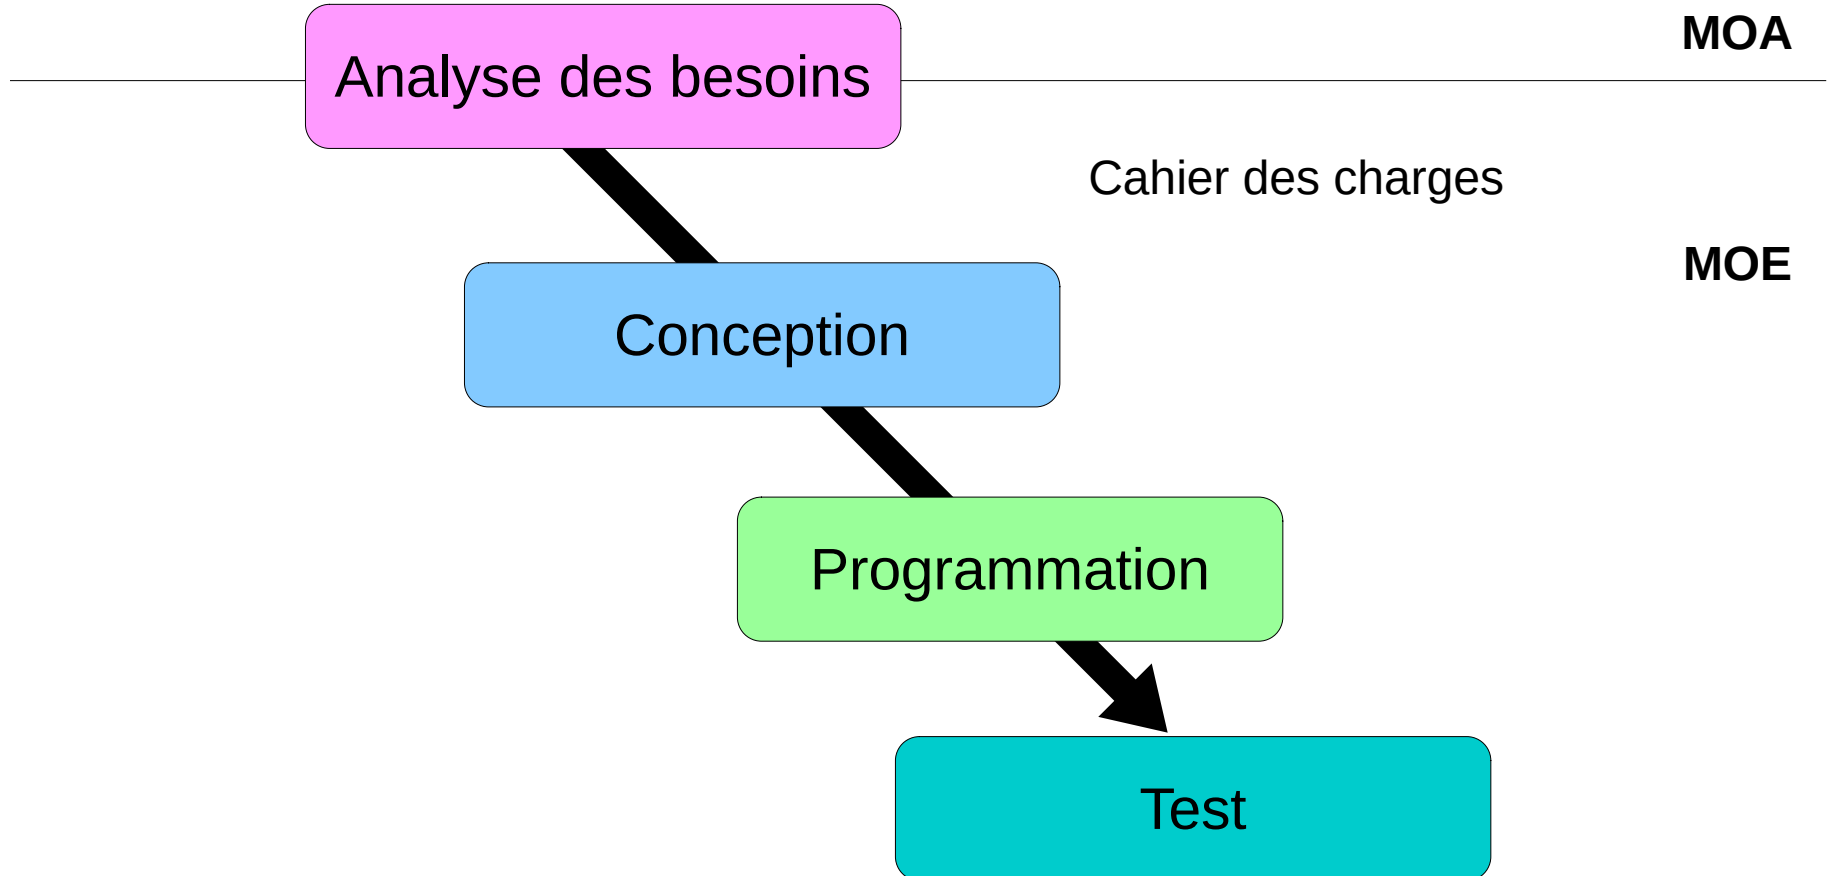 MOA
Analyse des besoins
Cahier des charges
MOE
Conception
Programmation
Test